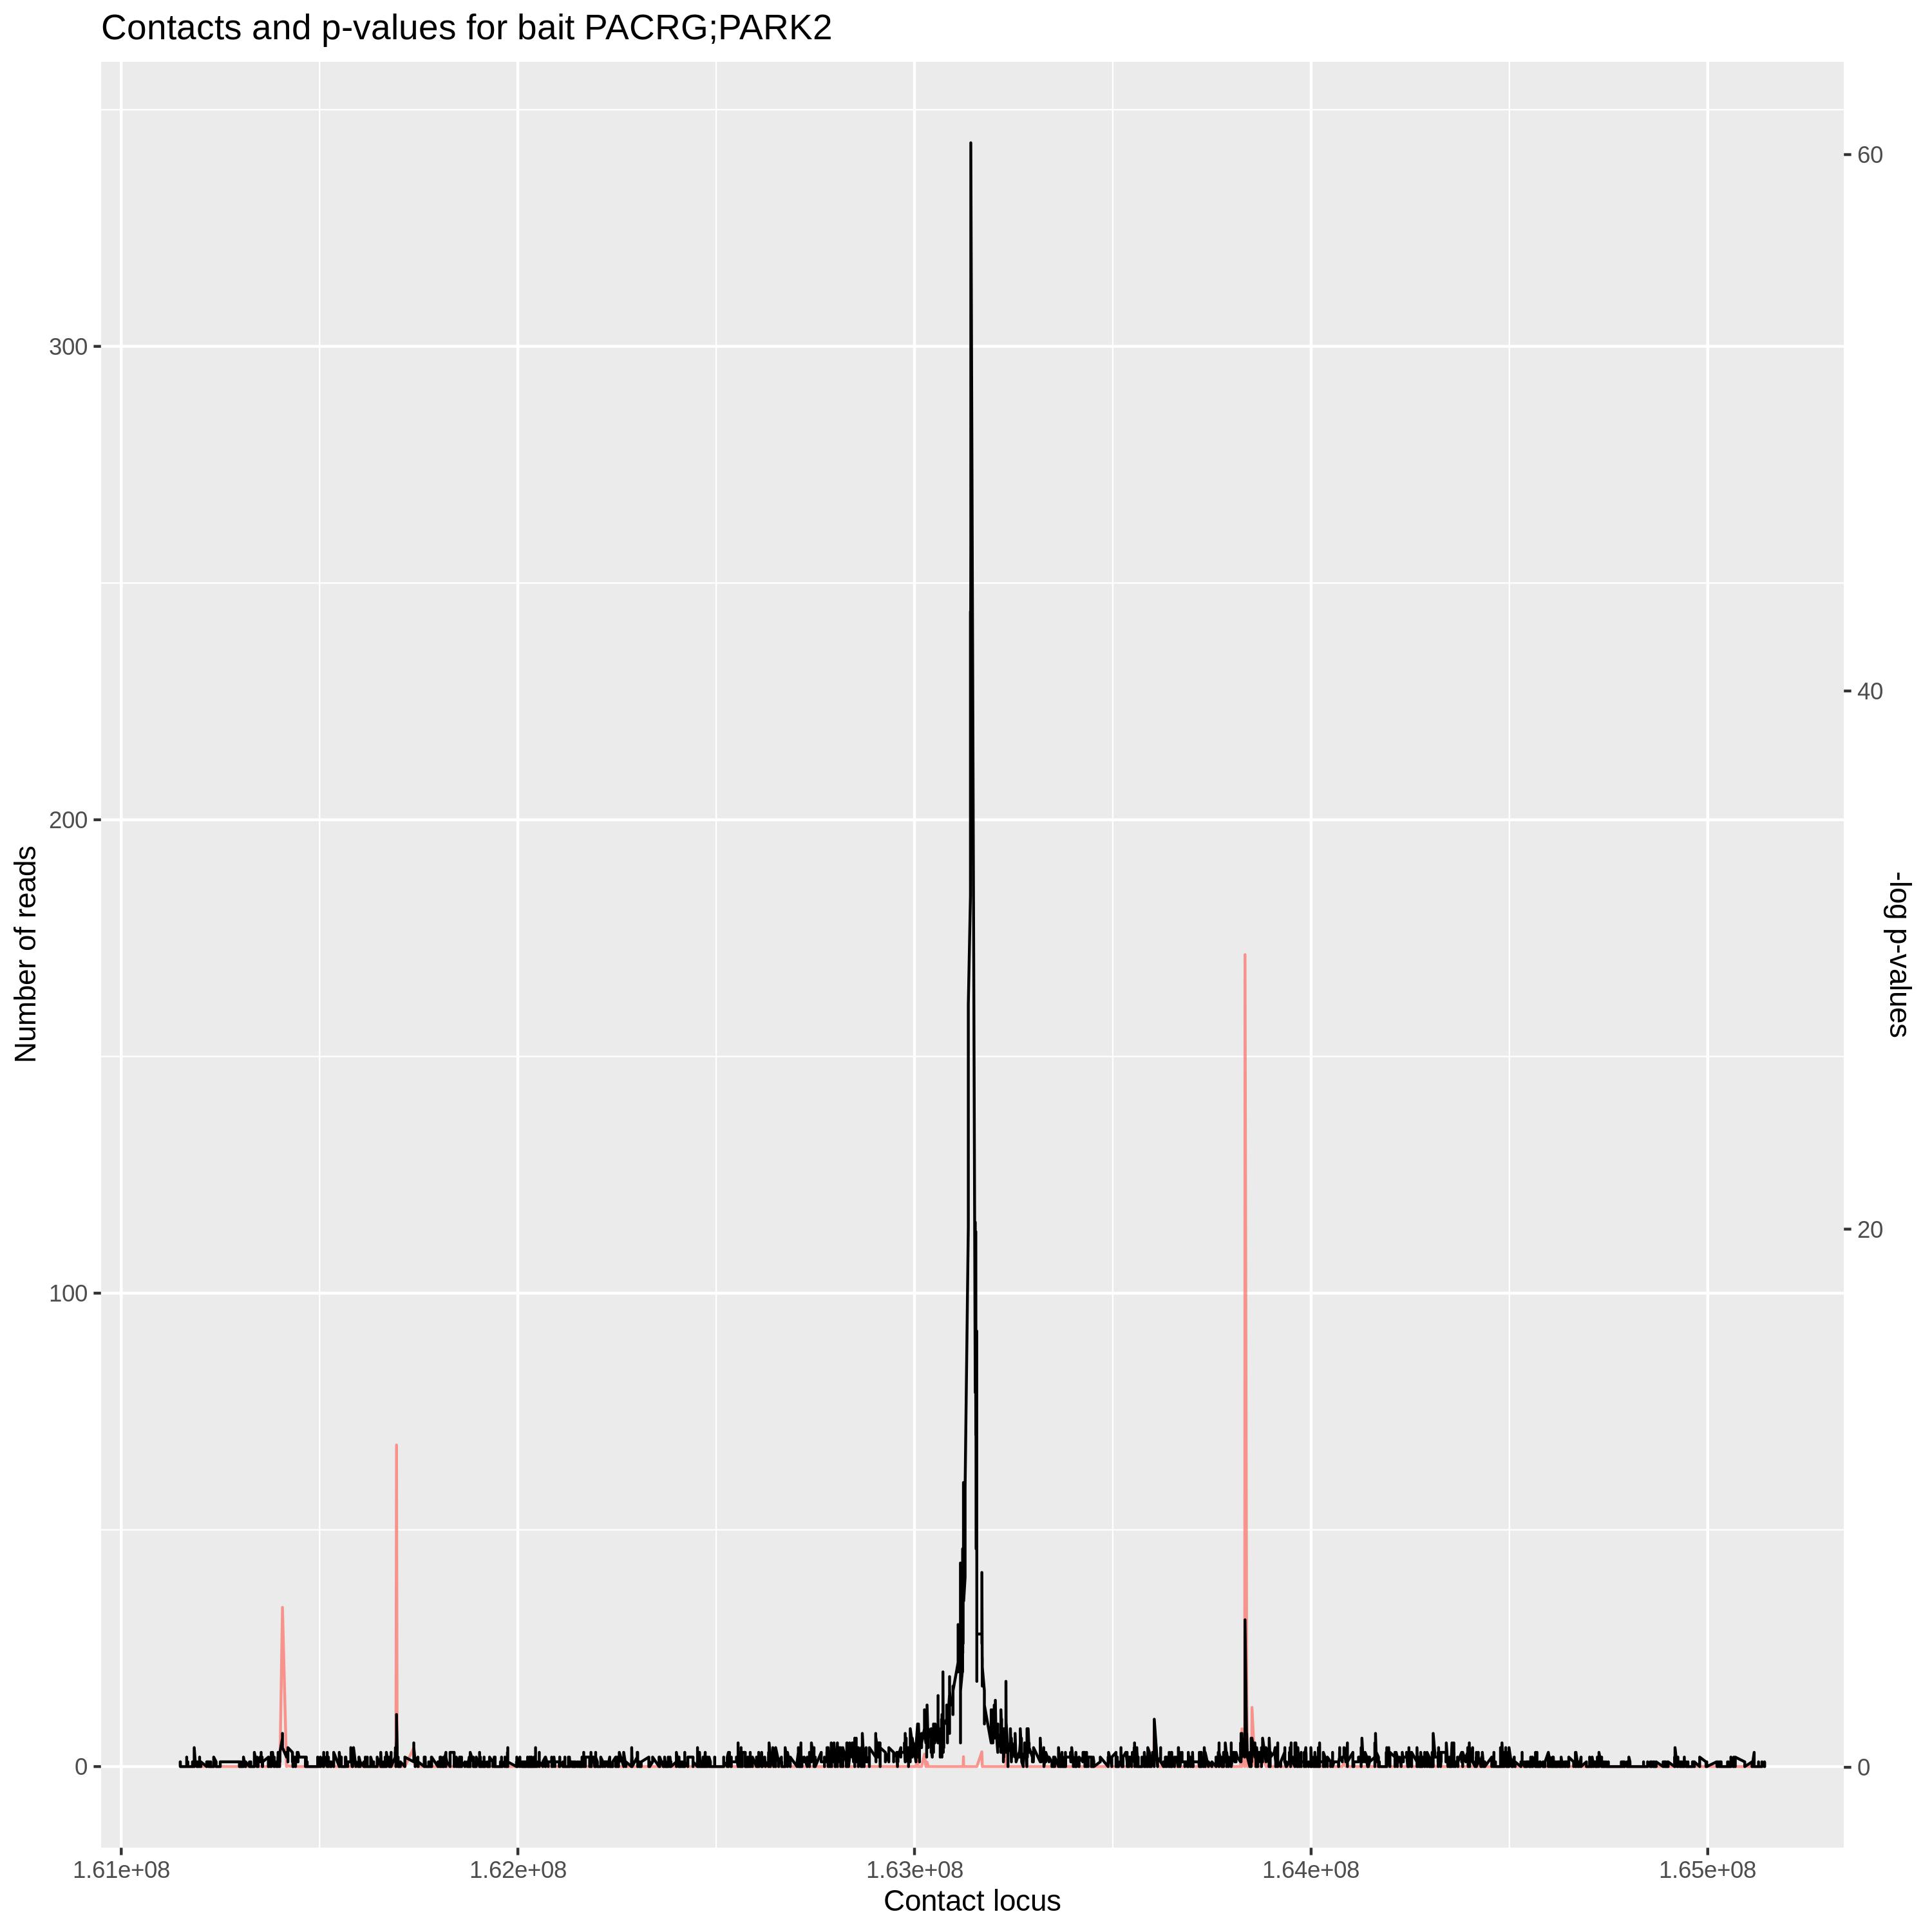 Contacts and p-values for bait PACRG;PARK2
300
200
100
0
Number of reads
60
40
20
0
-log p-values
1.61e+08 1.62e+08 1.63e+08 1.64e+08 1.65e+08
Contact locus